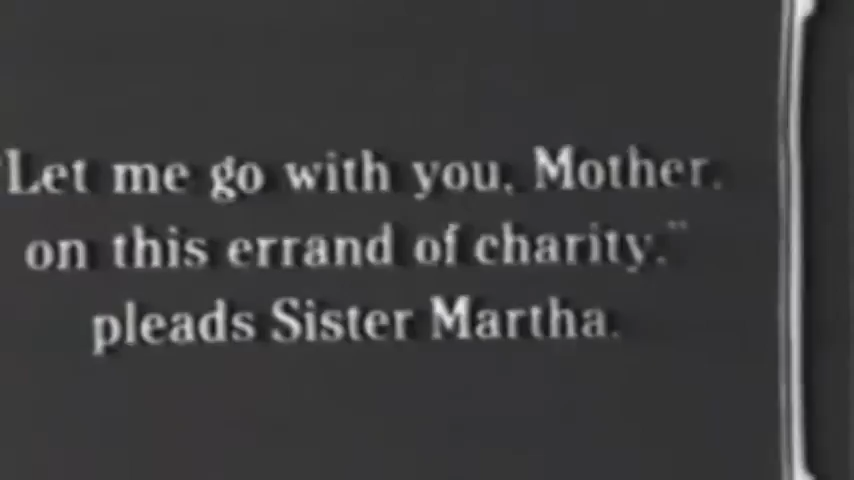 "Let me go with you, Mother,
on this errand of charity."
pleads Sister Martha.